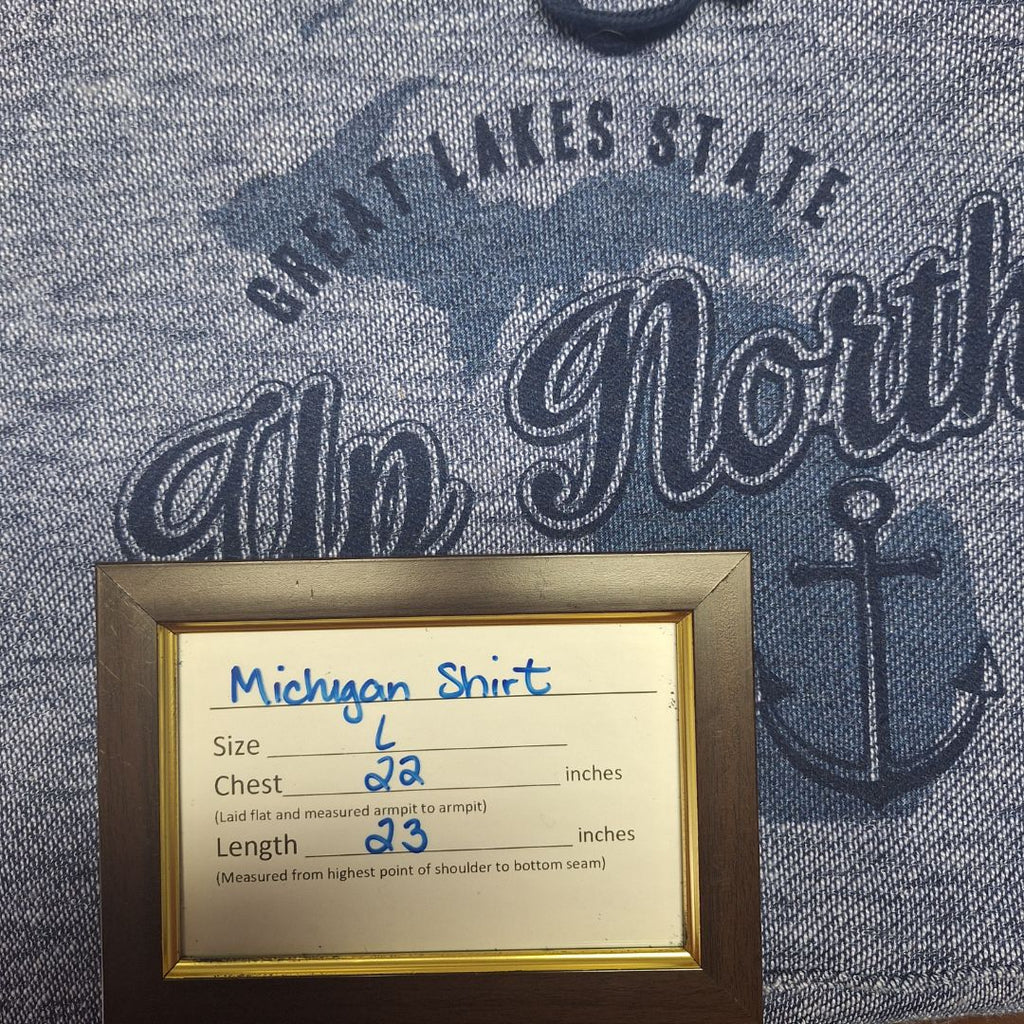 GREAT LAKES STATE
Up North
Michigan Shirt
Size L
Chest 22 inches
(Laid flat and measured armpit to armpit)
Length 23 inches
(Measured from highest point of shoulder to bottom seam)